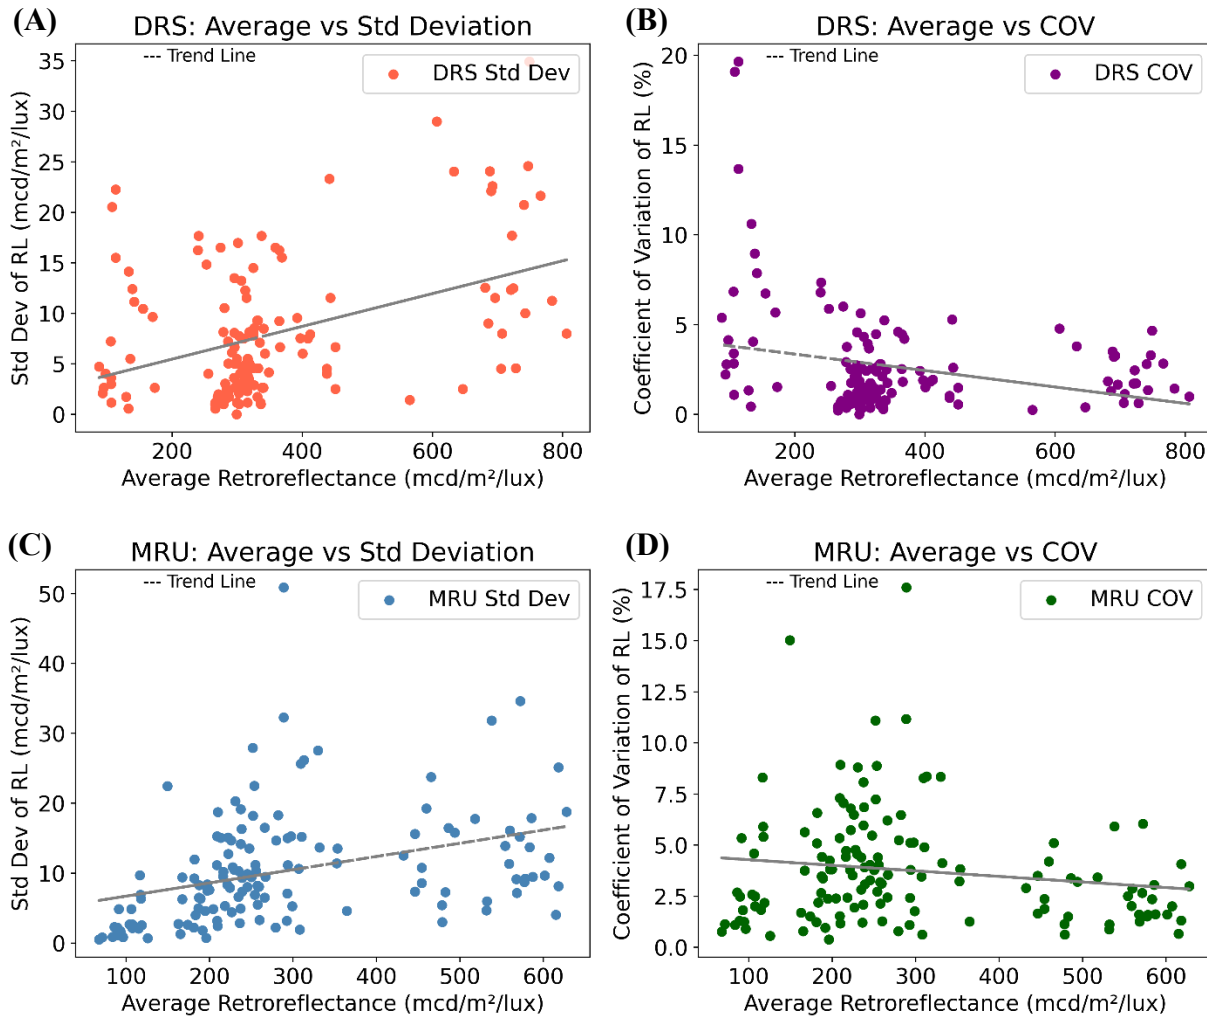 (A)
DRS: Average vs Std Deviation
--- Trend Line
DRS Std Dev
Std Dev of RL (mcd/m²/lux)
35
30
25
20
15
10
5
0
200
400
600
800
Average Retroreflectance (mcd/m²/lux)
(B)
DRS: Average vs COV
--- Trend Line
DRS COV
Coefficient of Variation of RL (%)
20
15
10
5
0
200
400
600
800
Average Retroreflectance (mcd/m²/lux)
(C)
MRU: Average vs Std Deviation
--- Trend Line
MRU Std Dev
Std Dev of RL (mcd/m²/lux)
50
40
30
20
10
0
100
200
300
400
500
600
Average Retroreflectance (mcd/m²/lux)
(D)
MRU: Average vs COV
--- Trend Line
MRU COV
Coefficient of Variation of RL (%)
17.5
15.0
12.5
10.0
7.5
5.0
2.5
0.0
100
200
300
400
500
600
Average Retroreflectance (mcd/m²/lux)